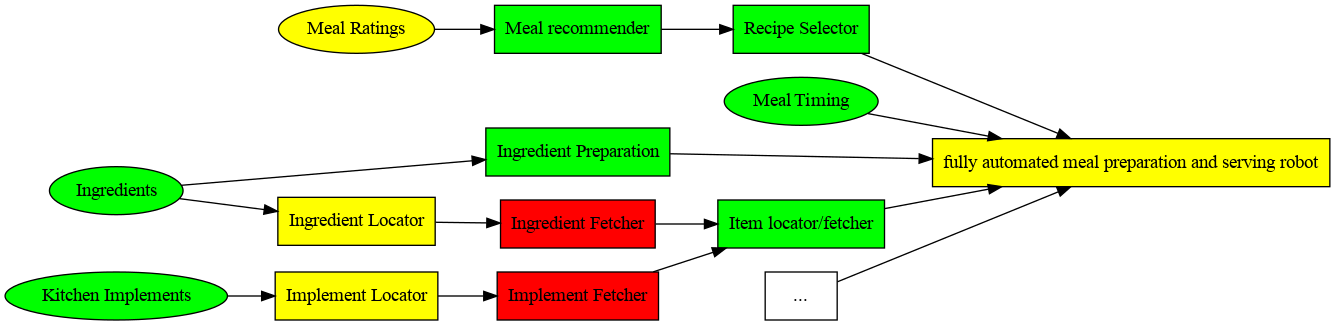 Meal Ratings
Meal recommender
Recipe Selector
Meal Timing
Ingredient Preparation
fully automated meal preparation and serving robot
Ingredients
Ingredient Locator
Ingredient Fetcher
Item locator/fetcher
Kitchen Implements
Implement Locator
Implement Fetcher
...